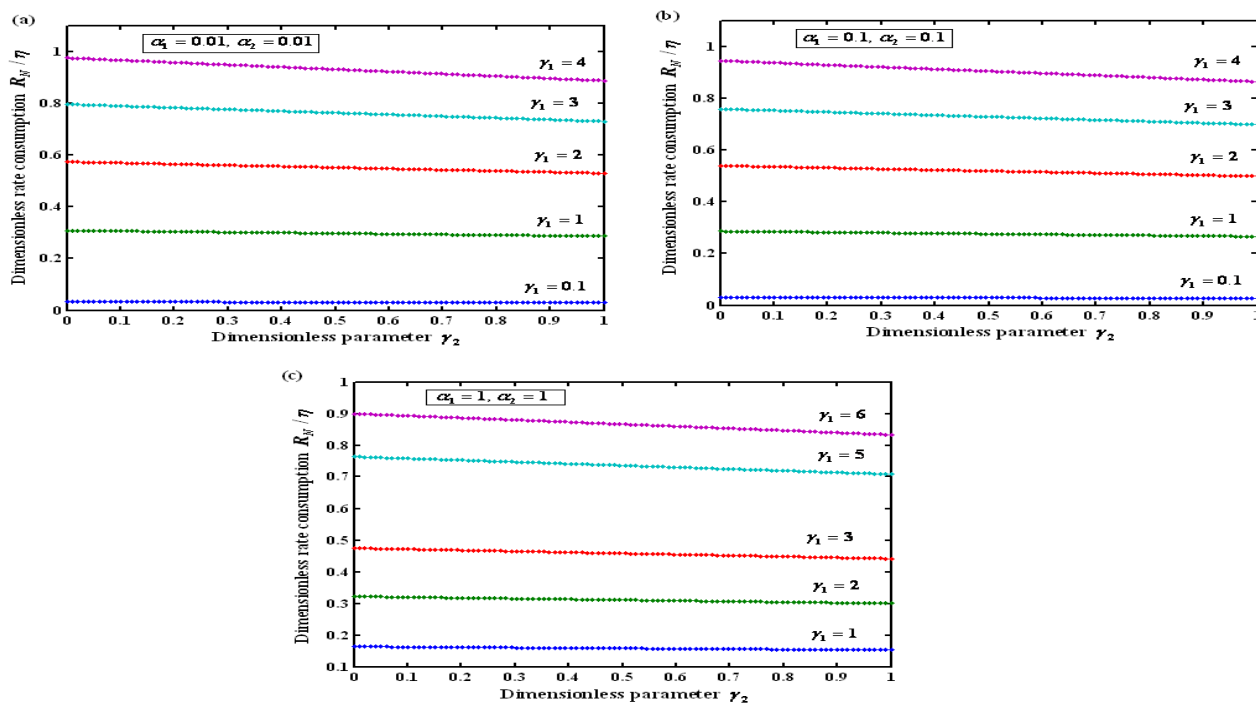 (a)
α₁ = 0.01, α₂ = 0.01
Dimensionless rate consumption R_N / η
1
0.8
0.6
0.4
0.2
0
γ₁ = 4
γ₁ = 3
γ₁ = 2
γ₁ = 1
γ₁ = 0.1
0 0.1 0.2 0.3 0.4 0.5 0.6 0.7 0.8 0.9 1
Dimensionless parameter γ₂
(b)
α₁ = 0.1, α₂ = 0.1
Dimensionless rate consumption R_N / η
1
0.8
0.6
0.4
0.2
0
γ₁ = 4
γ₁ = 3
γ₁ = 2
γ₁ = 1
γ₁ = 0.1
0 0.1 0.2 0.3 0.4 0.5 0.6 0.7 0.8 0.9 1
Dimensionless parameter γ₂
(c)
α₁ = 1, α₂ = 1
Dimensionless rate consumption R_N / η
1
0.9
0.8
0.7
0.6
0.5
0.4
0.3
0.2
0.1
γ₁ = 6
γ₁ = 5
γ₁ = 3
γ₁ = 2
γ₁ = 1
0 0.1 0.2 0.3 0.4 0.5 0.6 0.7 0.8 0.9 1
Dimensionless parameter γ₂